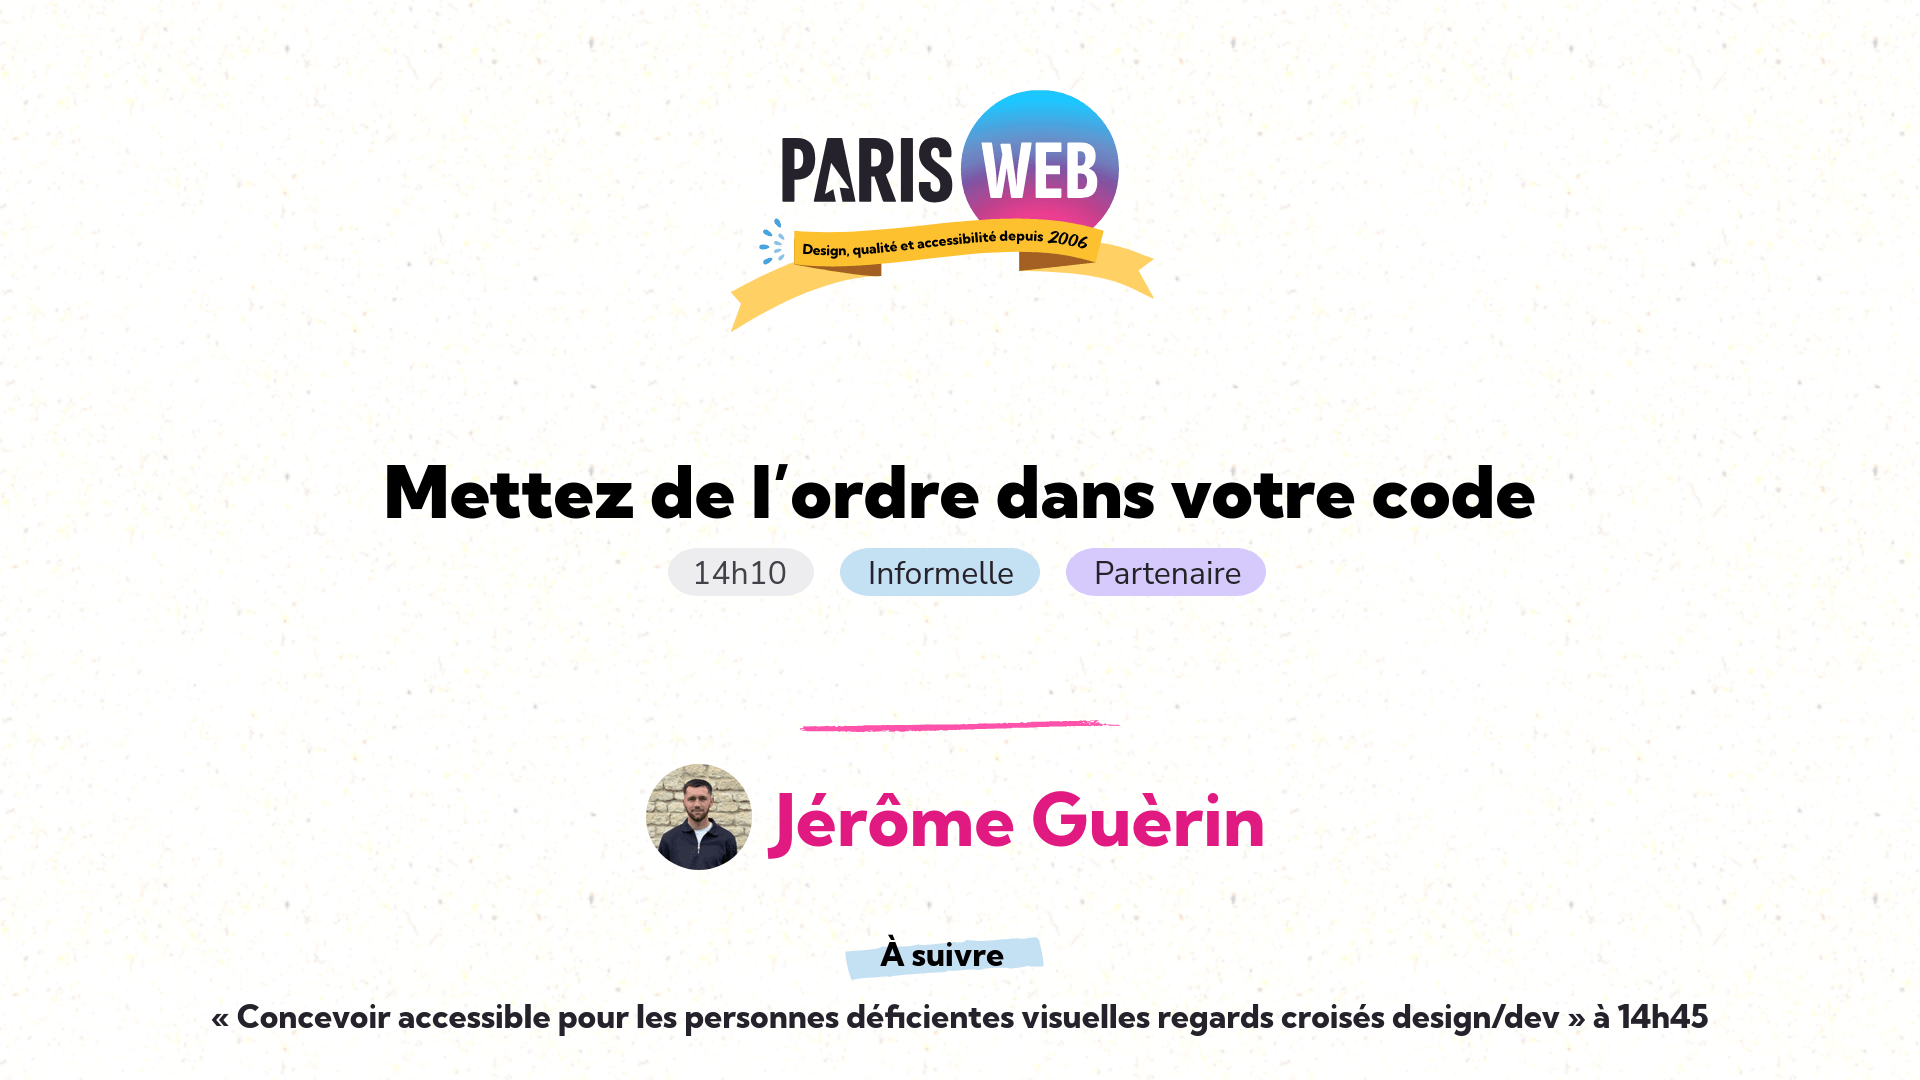 PARIS WEB
Design, qualité et accessibilité depuis 2006
Mettez de l’ordre dans votre code
14h10 Informelle Partenaire
Jérôme Guèrin
À suivre
« Concevoir accessible pour les personnes déficientes visuelles regards croisés design/dev » à 14h45